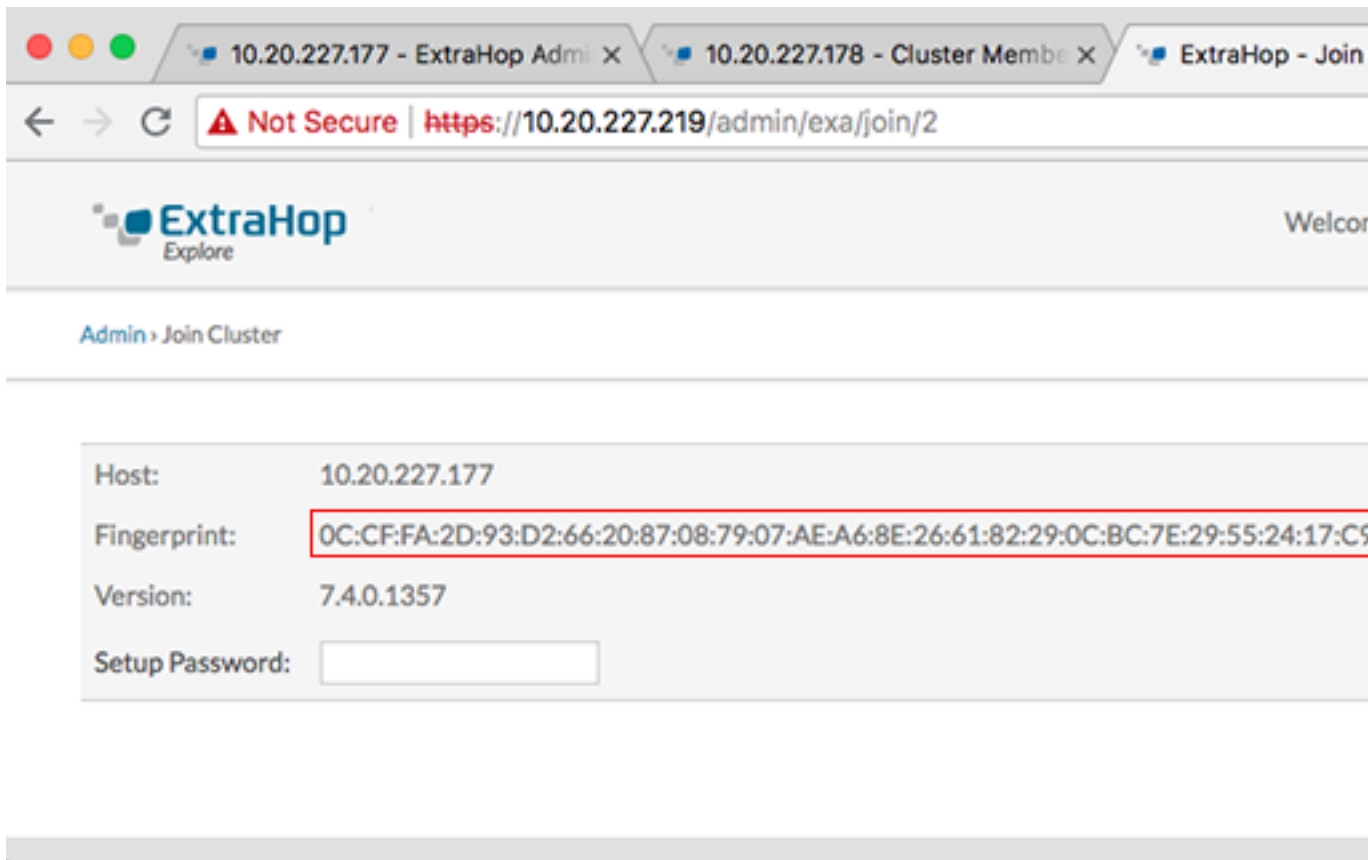 10.20.227.177 - ExtraHop Admi
10.20.227.178 - Cluster Membe
ExtraHop - Join
Not Secure | https://10.20.227.219/admin/exa/join/2
ExtraHop
Explore
Admin › Join Cluster
Host: 10.20.227.177
Fingerprint: 0C:CF:FA:2D:93:D2:66:20:87:08:79:07:AE:A6:8E:26:61:82:29:0C:BC:7E:29:55:24:17:C9
Version: 7.4.0.1357
Setup Password: